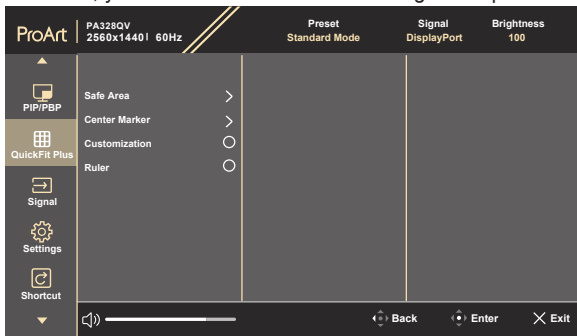 ProArt
PA328QV
2560x1440I 60Hz
Preset
Standard Mode
Signal
DisplayPort
Brightness
100
PIP/PBP
QuickFit Plus
Signal
Settings
Shortcut
Safe Area
Center Marker
Customization
Ruler
Back
Enter
Exit